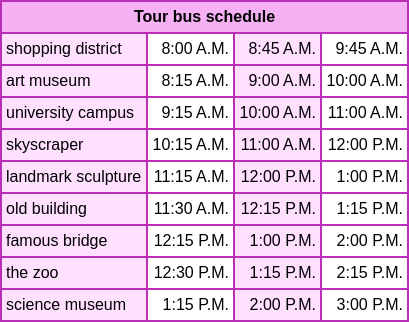 Tour bus schedule
shopping district 8:00 A.M. 8:45 A.M. 9:45 A.M.
art museum 8:15 A.M. 9:00 A.M. 10:00 A.M.
university campus 9:15 A.M. 10:00 A.M. 11:00 A.M.
skyscraper 10:15 A.M. 11:00 A.M. 12:00 P.M.
landmark sculpture 11:15 A.M. 12:00 P.M. 1:00 P.M.
old building 11:30 A.M. 12:15 P.M. 1:15 P.M.
famous bridge 12:15 P.M. 1:00 P.M. 2:00 P.M.
the zoo 12:30 P.M. 1:15 P.M. 2:15 P.M.
science museum 1:15 P.M. 2:00 P.M. 3:00 P.M.